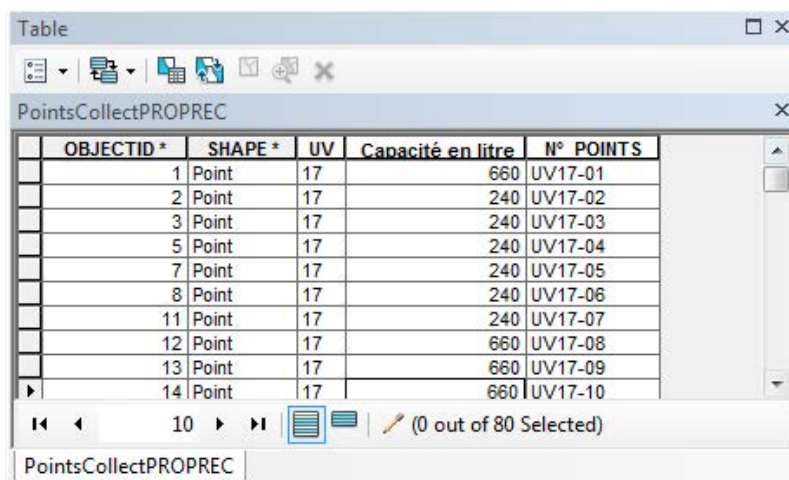 Table
PointsCollectPROPREC
OBJECTID * SHAPE * UV Capacité en litre N° POINTS
1 Point 17 660 UV17-01
2 Point 17 240 UV17-02
3 Point 17 240 UV17-03
5 Point 17 240 UV17-04
7 Point 17 240 UV17-05
8 Point 17 240 UV17-06
11 Point 17 240 UV17-07
12 Point 17 660 UV17-08
13 Point 17 660 UV17-09
14 Point 17 660 UV17-10
10 (0 out of 80 Selected)
PointsCollectPROPREC